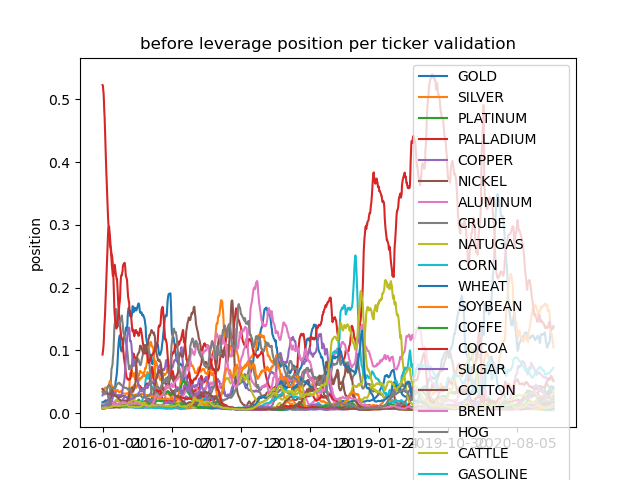 before leverage position per ticker validation
position
0.5
0.4
0.3
0.2
0.1
0.0
2016-01-01
2016-10-07
2017-07-13
2018-04-19
2019-01-24
2019-10-30
2020-08-05
GOLD
SILVER
PLATINUM
PALLADIUM
COPPER
NICKEL
ALUMINUM
CRUDE
NATUGAS
CORN
WHEAT
SOYBEAN
COFFE
COCOA
SUGAR
COTTON
BRENT
HOG
CATTLE
GASOLINE